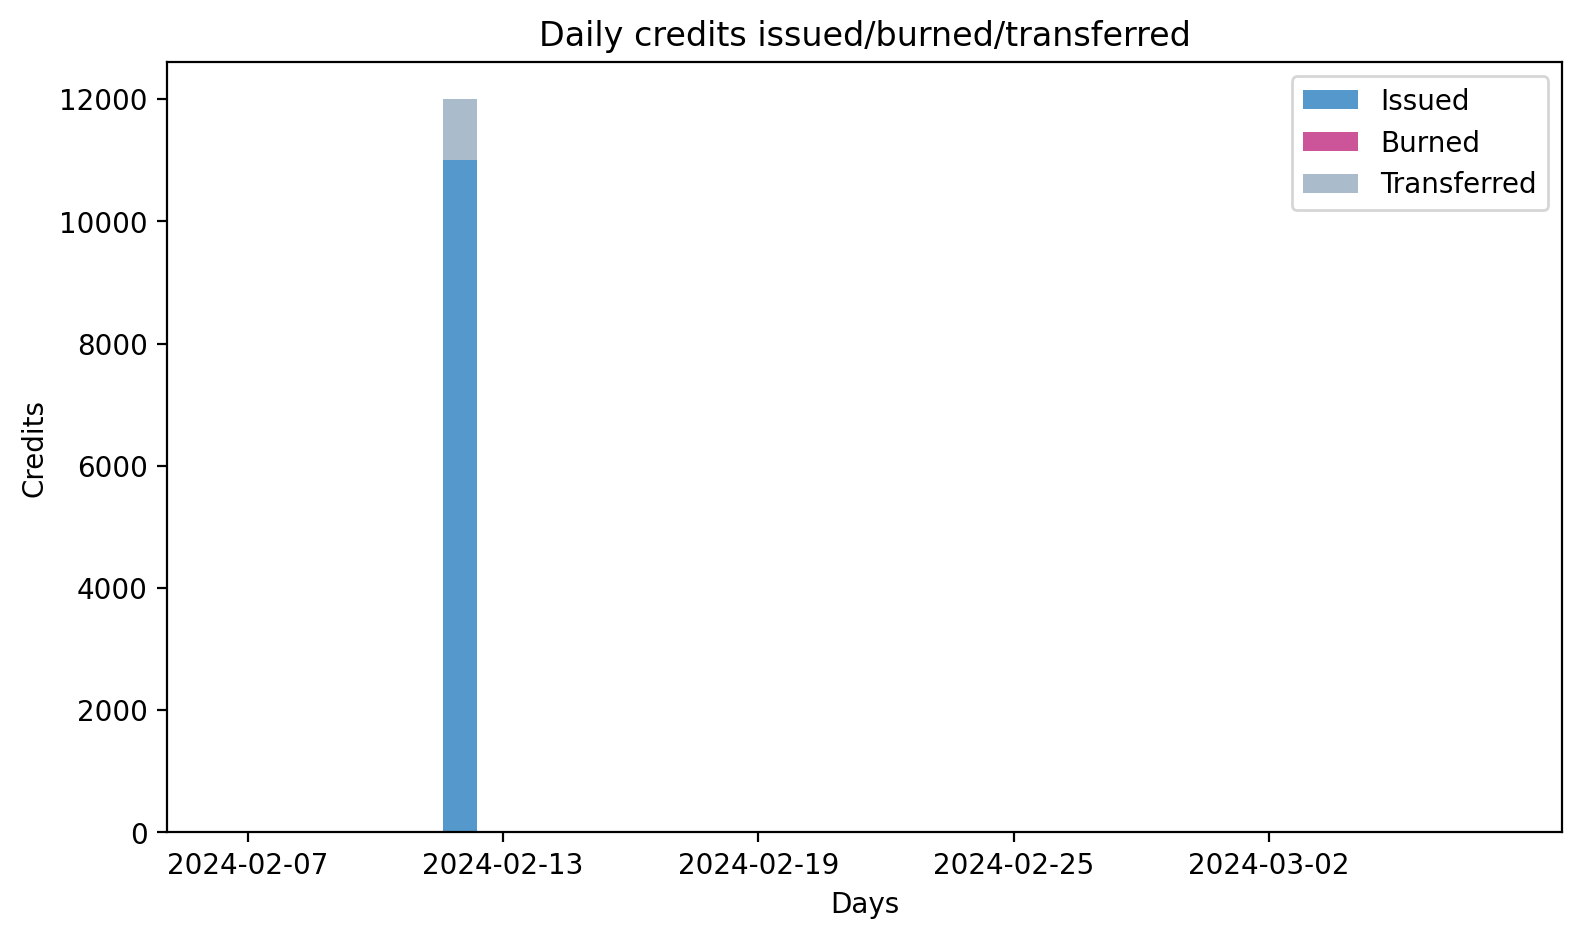 Daily credits issued/burned/transferred
12000
10000
8000
6000
4000
2000
0
Credits
Issued
Burned
Transferred
2024-02-07
2024-02-13
2024-02-19
2024-02-25
2024-03-02
Days